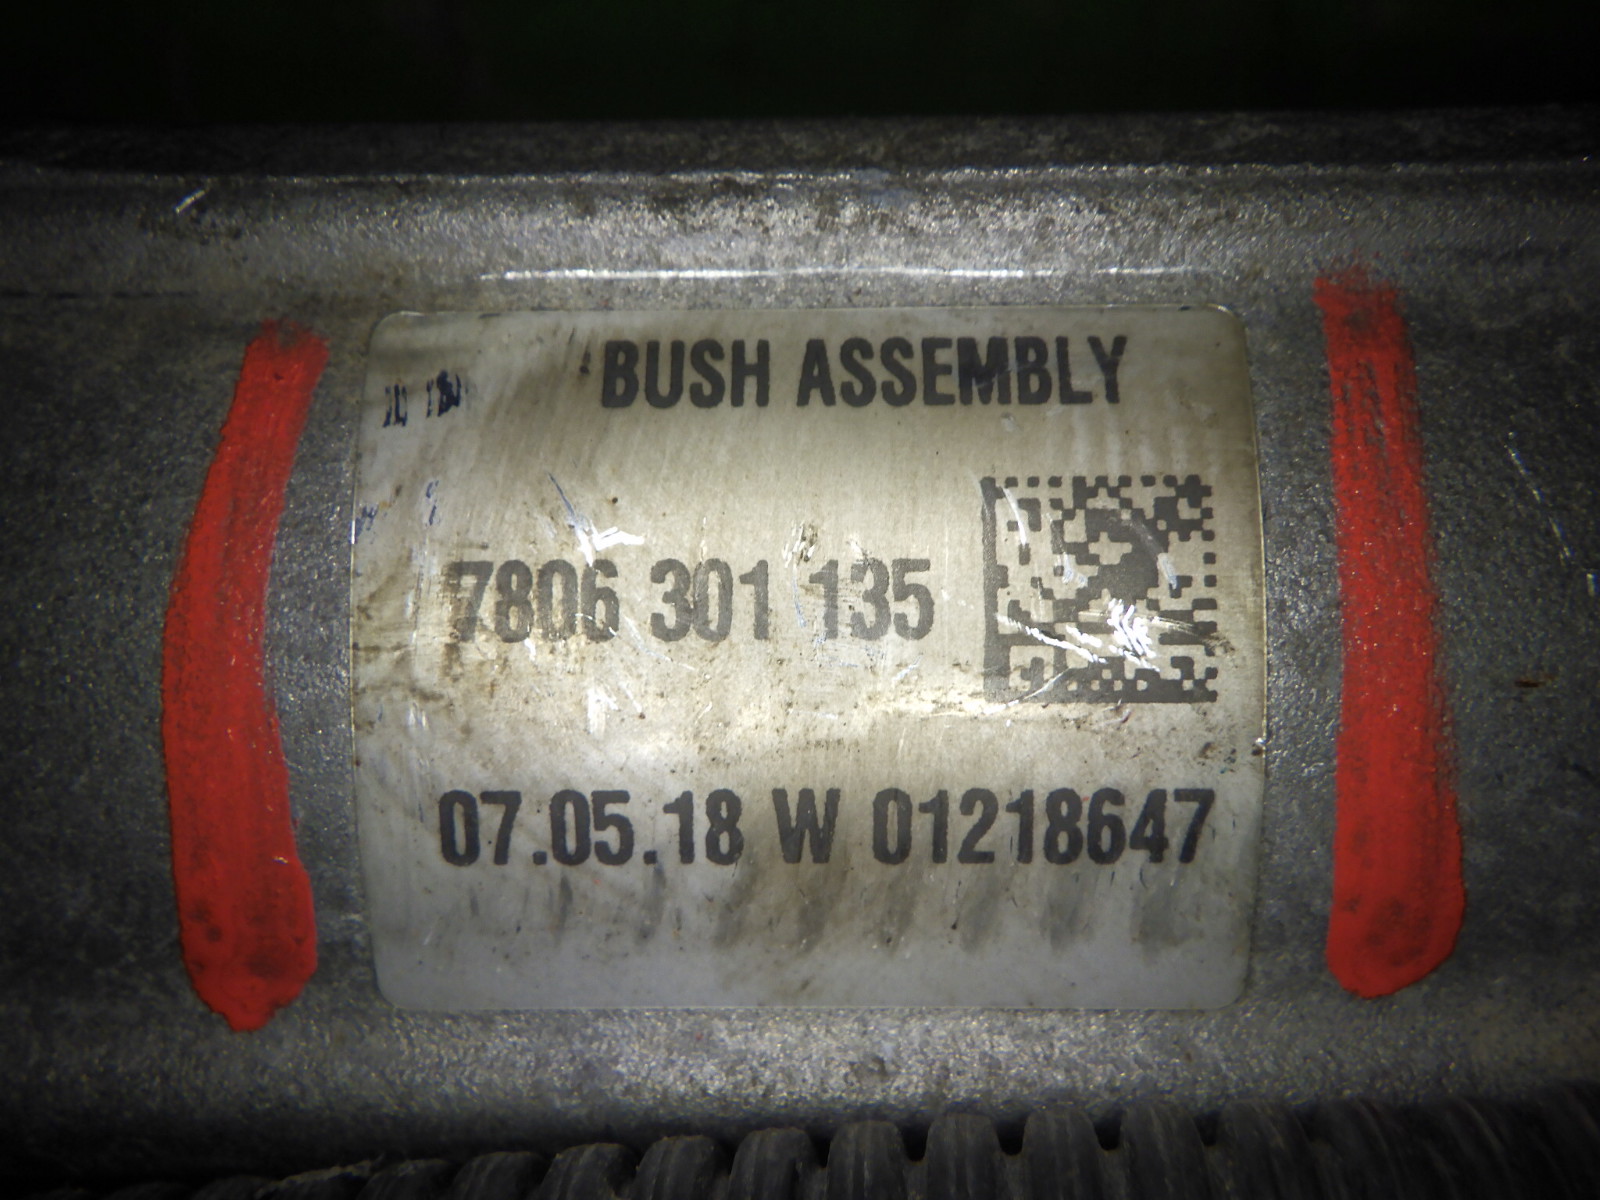 BUSH ASSEMBLY
7806 301 135
07.05.18 W 01218647